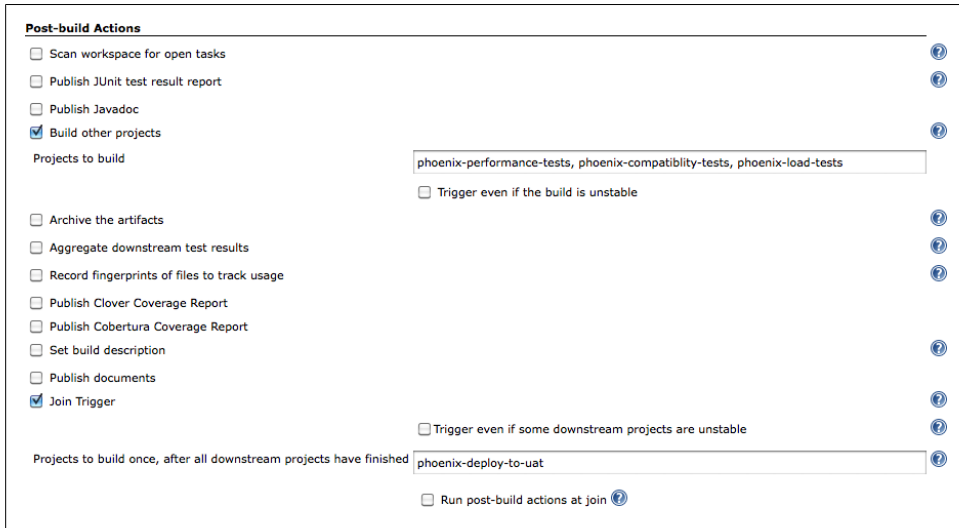 Post-build Actions
Scan workspace for open tasks
Publish JUnit test result report
Publish Javadoc
Build other projects
Projects to build phoenix-performance-tests, phoenix-compatiblity-tests, phoenix-load-tests
Trigger even if the build is unstable
Archive the artifacts
Aggregate downstream test results
Record fingerprints of files to track usage
Publish Clover Coverage Report
Publish Cobertura Coverage Report
Set build description
Publish documents
Join Trigger
Trigger even if some downstream projects are unstable
Projects to build once, after all downstream projects have finished phoenix-deploy-to-uat
Run post-build actions at join